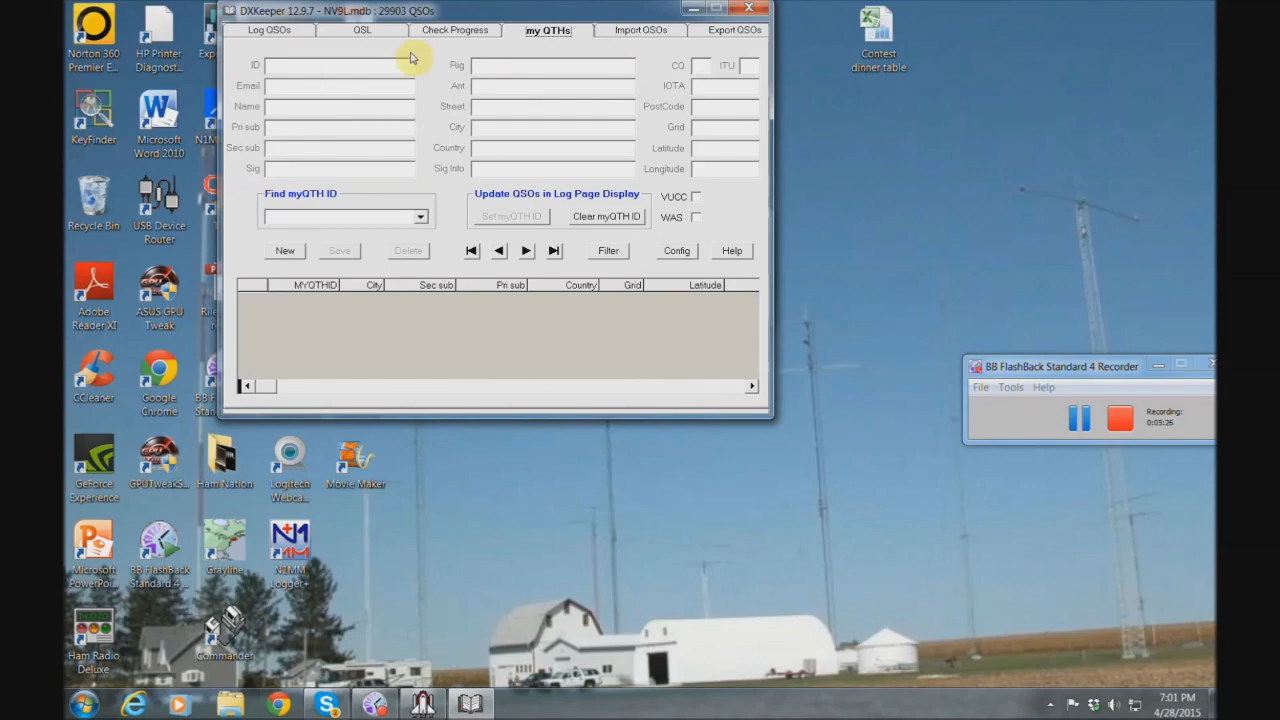 DXKeeper 12.9.7 - NV9L.mdb : 29903 QSOs
Log QSOs
QSL
Check Progress
my QTHs
Import QSOs
Export QSOs
ID
Rig
CQ
ITU
Email
Ant
IOTA
Name
Street
PostCode
Pri sub
City
Grid
Sec sub
Country
Latitude
Sig
Sig Info
Longitude
Find myQTH ID
Update QSOs in Log Page Display
VUCC
Set myQTH ID
Clear myQTH ID
WAS
New
Save
Delete
Filter
Config
Help
MYQTHID
City
Sec sub
Pri sub
Country
Grid
Latitude
Norton 360
Premier E...
HP Printer
Diagnost...
Contest
dinner table
KeyFinder
Microsoft
Word 2010
Recycle Bin
USB Device
Router
Adobe
Reader XI
ASUS GPU
Tweak
CCleaner
Google
Chrome
GeForce
Experience
GPUTweakS...
Ham Nation
Logitech
Webca...
Movie Maker
Microsoft
PowerPoi...
BB FlashBack
Standard 4 ...
Grayline
N1MM
Logger+
Ham Radio
Deluxe
Commander
BB FlashBack Standard 4 Recorder
File
Tools
Help
Recording:
0:05:26
7:01 PM
4/28/2015